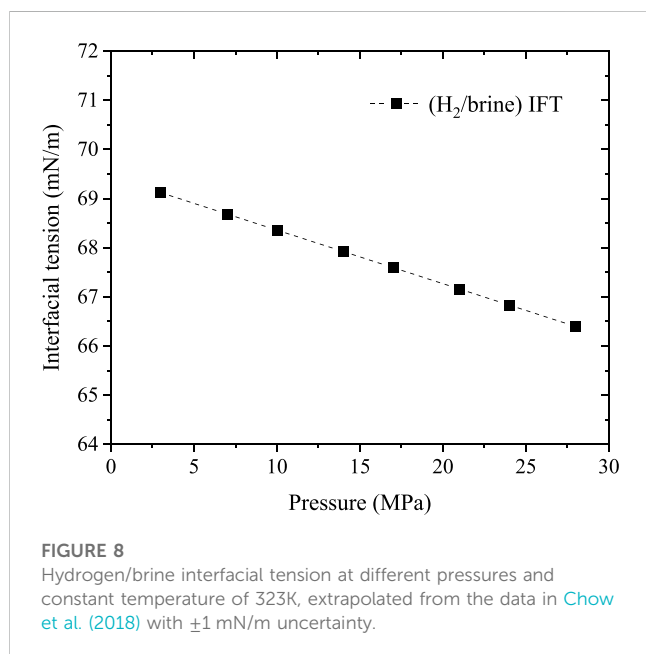 72
71
70
69
68
67
66
65
64
Interfacial tension (mN/m)
(H₂/brine) IFT
0 5 10 15 20 25 30
Pressure (MPa)
FIGURE 8
Hydrogen/brine interfacial tension at different pressures and
constant temperature of 323K, extrapolated from the data in Chow
et al. (2018) with ±1 mN/m uncertainty.